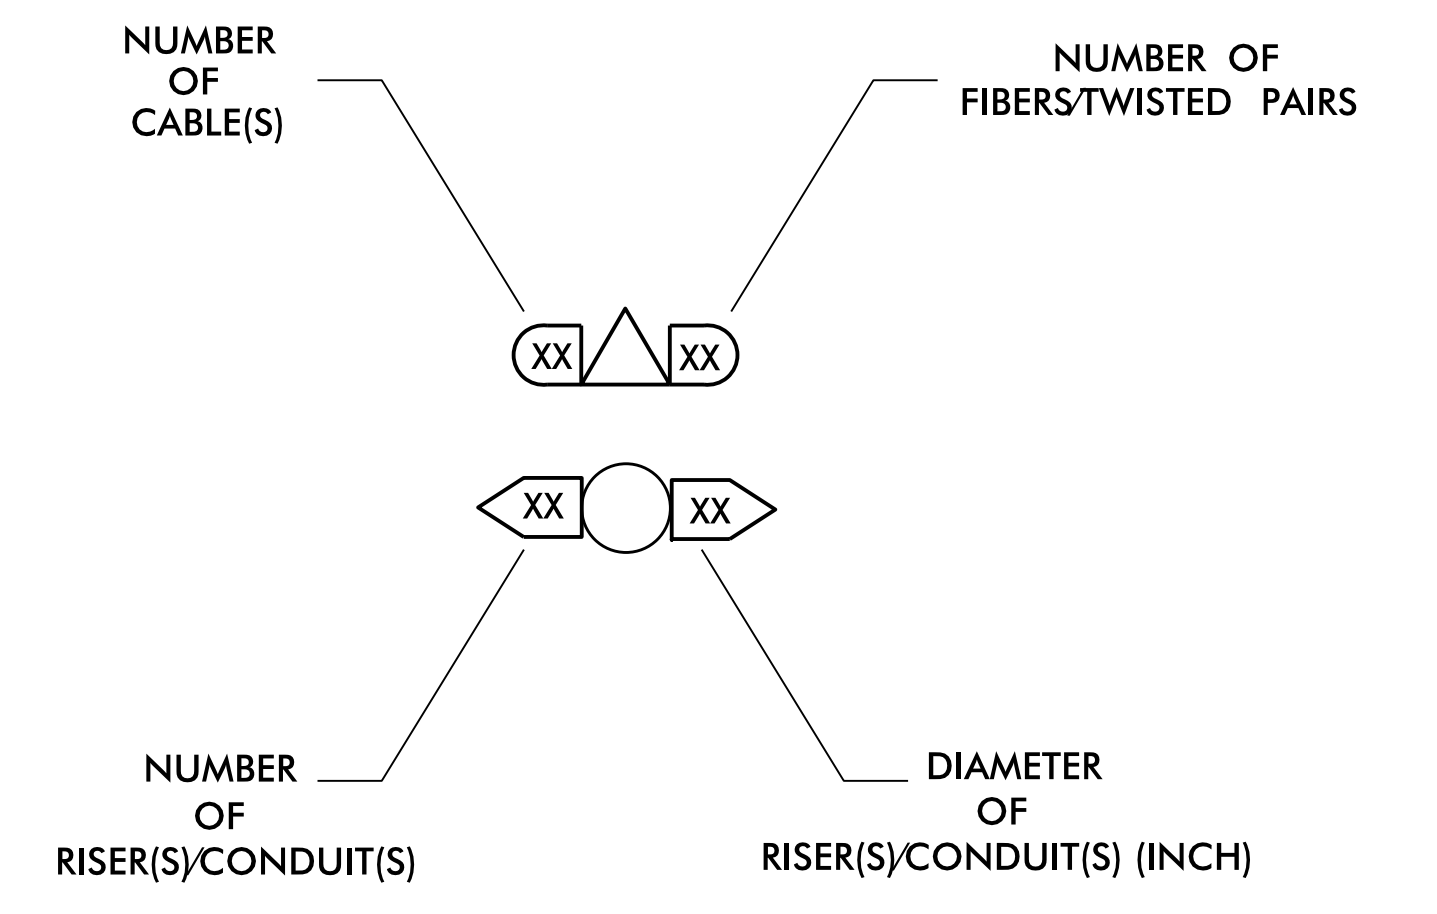 NUMBER
OF
CABLE(S)
NUMBER OF
FIBERS/TWISTED PAIRS
XX
XX
XX
XX
NUMBER
OF
RISER(S)/CONDUIT(S)
DIAMETER
OF
RISER(S)/CONDUIT(S) (INCH)